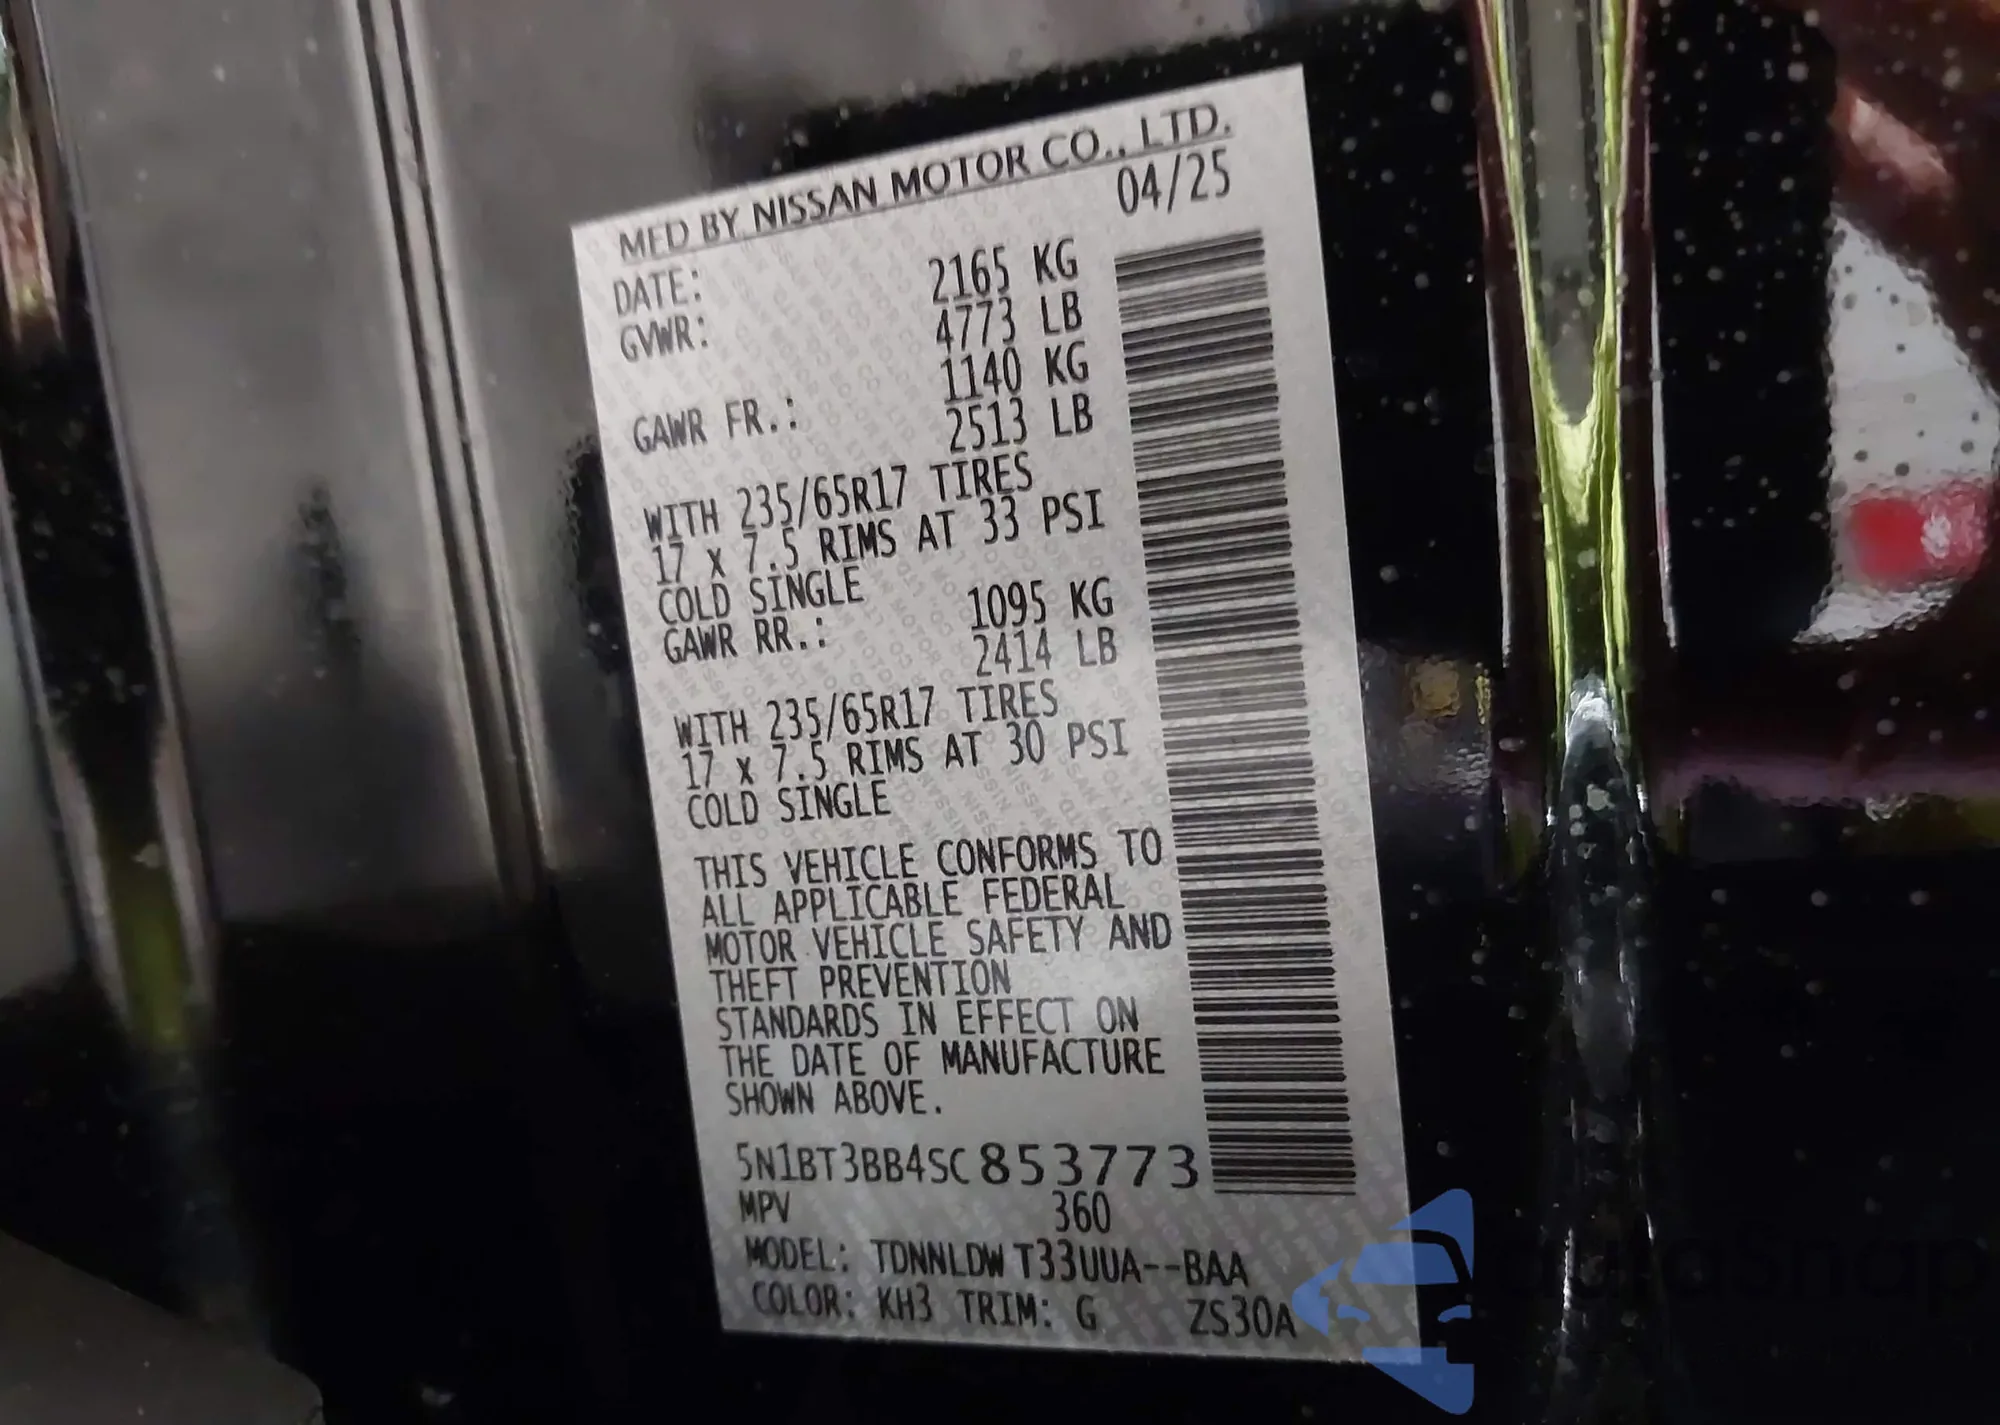 MFD BY NISSAN MOTOR CO., LTD.
DATE: 04/25
GVWR: 2165 KG
4773 LB
GAWR FR.: 1140 KG
2513 LB
WITH 235/65R17 TIRES
17 x 7.5 RIMS AT 33 PSI
COLD SINGLE
GAWR RR.: 1095 KG
2414 LB
WITH 235/65R17 TIRES
17 x 7.5 RIMS AT 30 PSI
COLD SINGLE
THIS VEHICLE CONFORMS TO
ALL APPLICABLE FEDERAL
MOTOR VEHICLE SAFETY AND
THEFT PREVENTION
STANDARDS IN EFFECT ON
THE DATE OF MANUFACTURE
SHOWN ABOVE.
5N1BT3BB4SC853773
MPV 360
MODEL: TDNNLDW T33UUA--BAA
COLOR: KH3 TRIM: G ZS30A